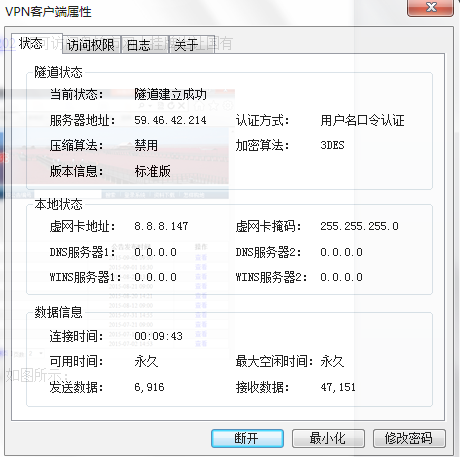 VPN客户端属性
状态 访问权限 日志 关于
隧道状态
当前状态： 隧道建立成功
服务器地址： 59.46.42.214 认证方式： 用户名口令认证
压缩算法： 禁用 加密算法： 3DES
版本信息： 标准版
本地状态
虚网卡地址： 8.8.8.147 虚网卡掩码： 255.255.255.0
DNS服务器1： 0.0.0.0 DNS服务器2： 0.0.0.0
WINS服务器1： 0.0.0.0 WINS服务器2： 0.0.0.0
数据信息
连接时间： 00:09:43
可用时间： 永久 最大空闲时间： 永久
如图所示：
发送数据： 6,916 接收数据： 47,151
断开 最小化 修改密码